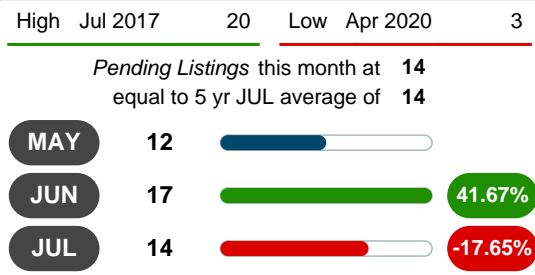 High Jul 2017 20 Low Apr 2020 3
Pending Listings this month at 14
equal to 5 yr JUL average of 14
MAY 12
JUN 17 41.67%
JUL 14 -17.65%